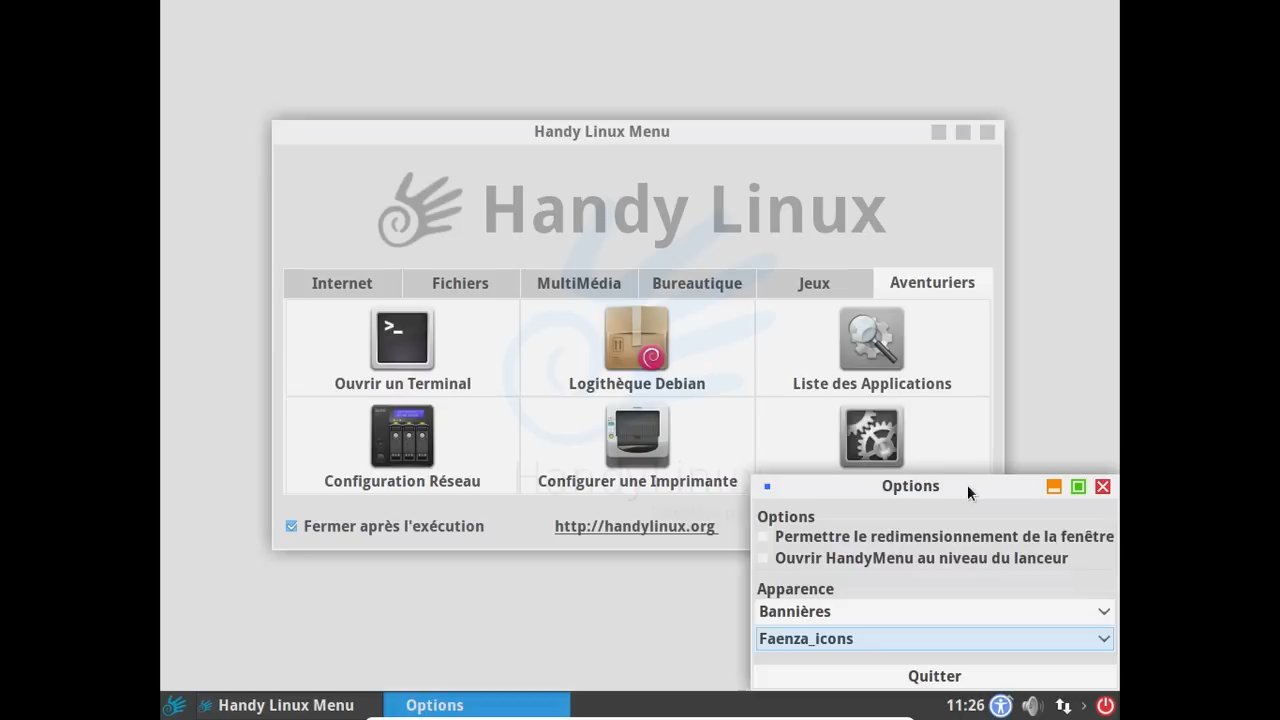 Handy Linux Menu
Handy Linux
Internet Fichiers MultiMédia Bureautique Jeux Aventuriers
>_
Ouvrir un Terminal Logithèque Debian Liste des Applications
Configuration Réseau Configurer une Imprimante
HandyLinux
Fermer après l'exécution http://handylinux.org
Options
Options
Permettre le redimensionnement de la fenêtre
Ouvrir HandyMenu au niveau du lanceur
Apparence
Bannières
Faenza_icons
Quitter
Handy Linux Menu Options 11:26